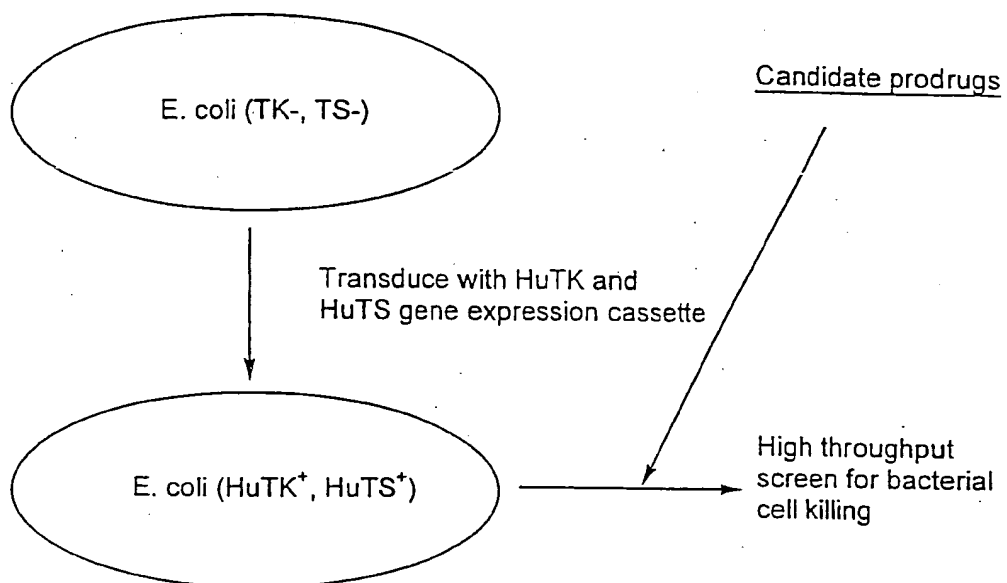 E. coli (TK-, TS-)
Candidate prodrugs
Transduce with HuTK and
HuTS gene expression cassette
E. coli (HuTK⁺, HuTS⁺)
High throughput
screen for bacterial
cell killing